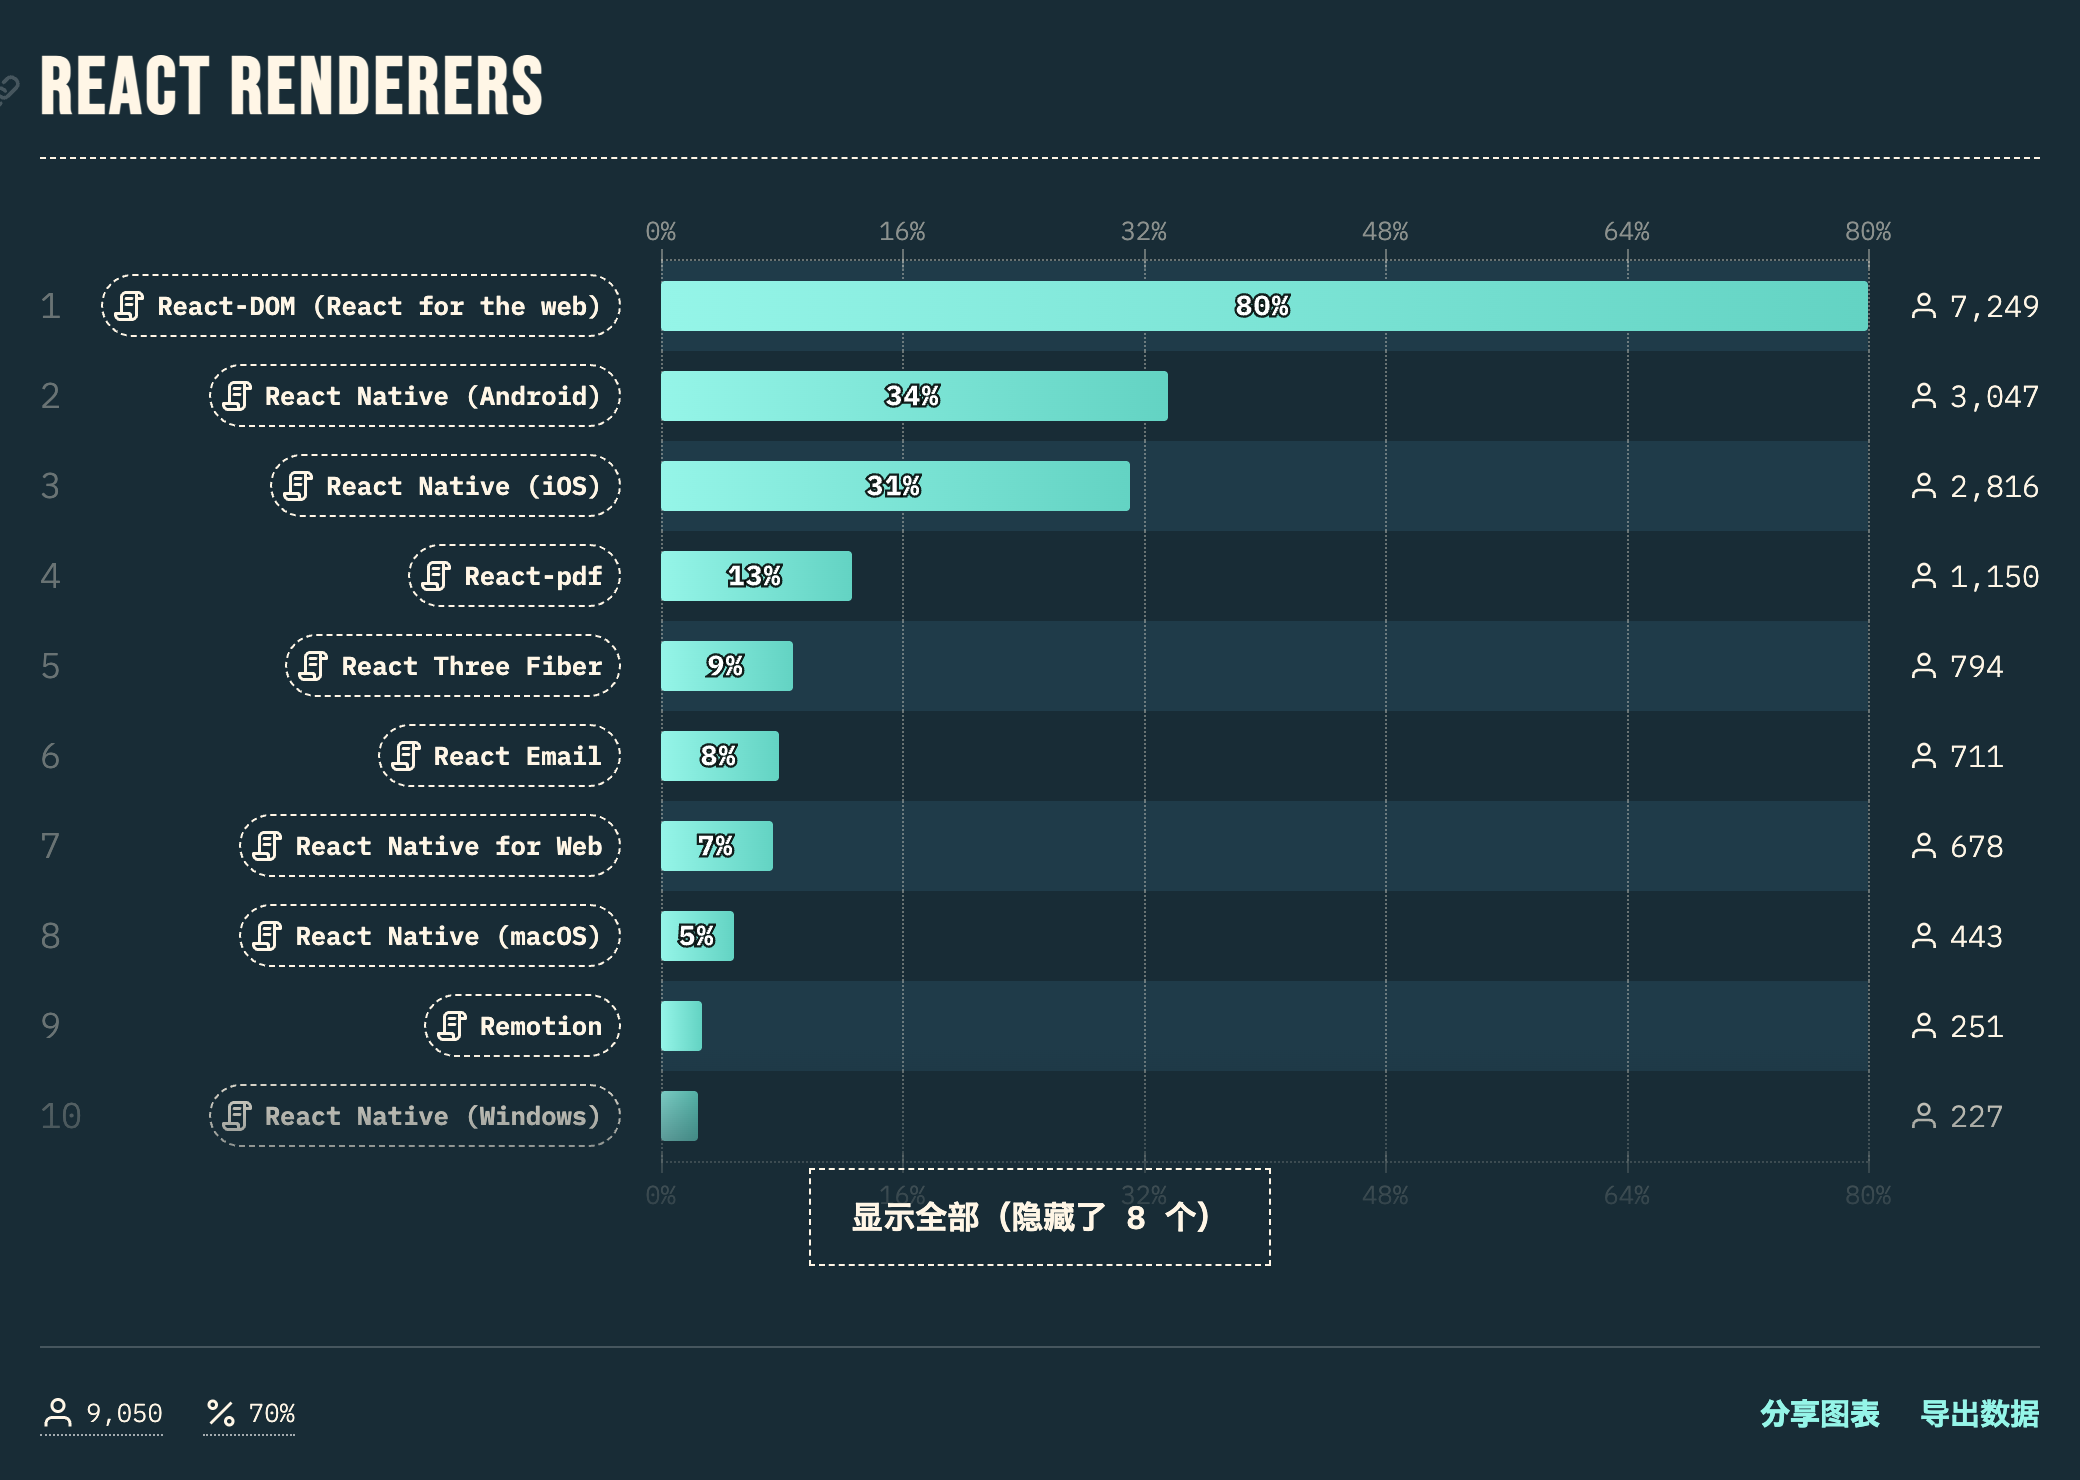 REACT RENDERERS
0% 16% 32% 48% 64% 80%
1 React-DOM (React for the web) 80% 7,249
2 React Native (Android) 34% 3,047
3 React Native (iOS) 31% 2,816
4 React-pdf 13% 1,150
5 React Three Fiber 9% 794
6 React Email 8% 711
7 React Native for Web 7% 678
8 React Native (macOS) 5% 443
9 Remotion 251
10 React Native (Windows) 227
0% 16% 32% 48% 64% 80%
显示全部（隐藏了 8 个）
9,050 70% 分享图表 导出数据